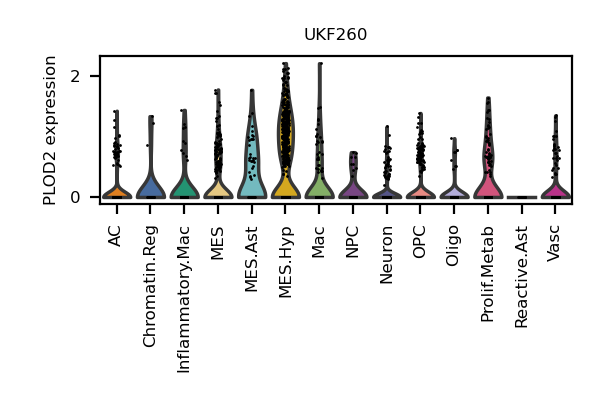 UKF260
PLOD2 expression
2
0
AC
Chromatin.Reg
Inflammatory.Mac
MES
MES.Ast
MES.Hyp
Mac
NPC
Neuron
OPC
Oligo
Prolif.Metab
Reactive.Ast
Vasc